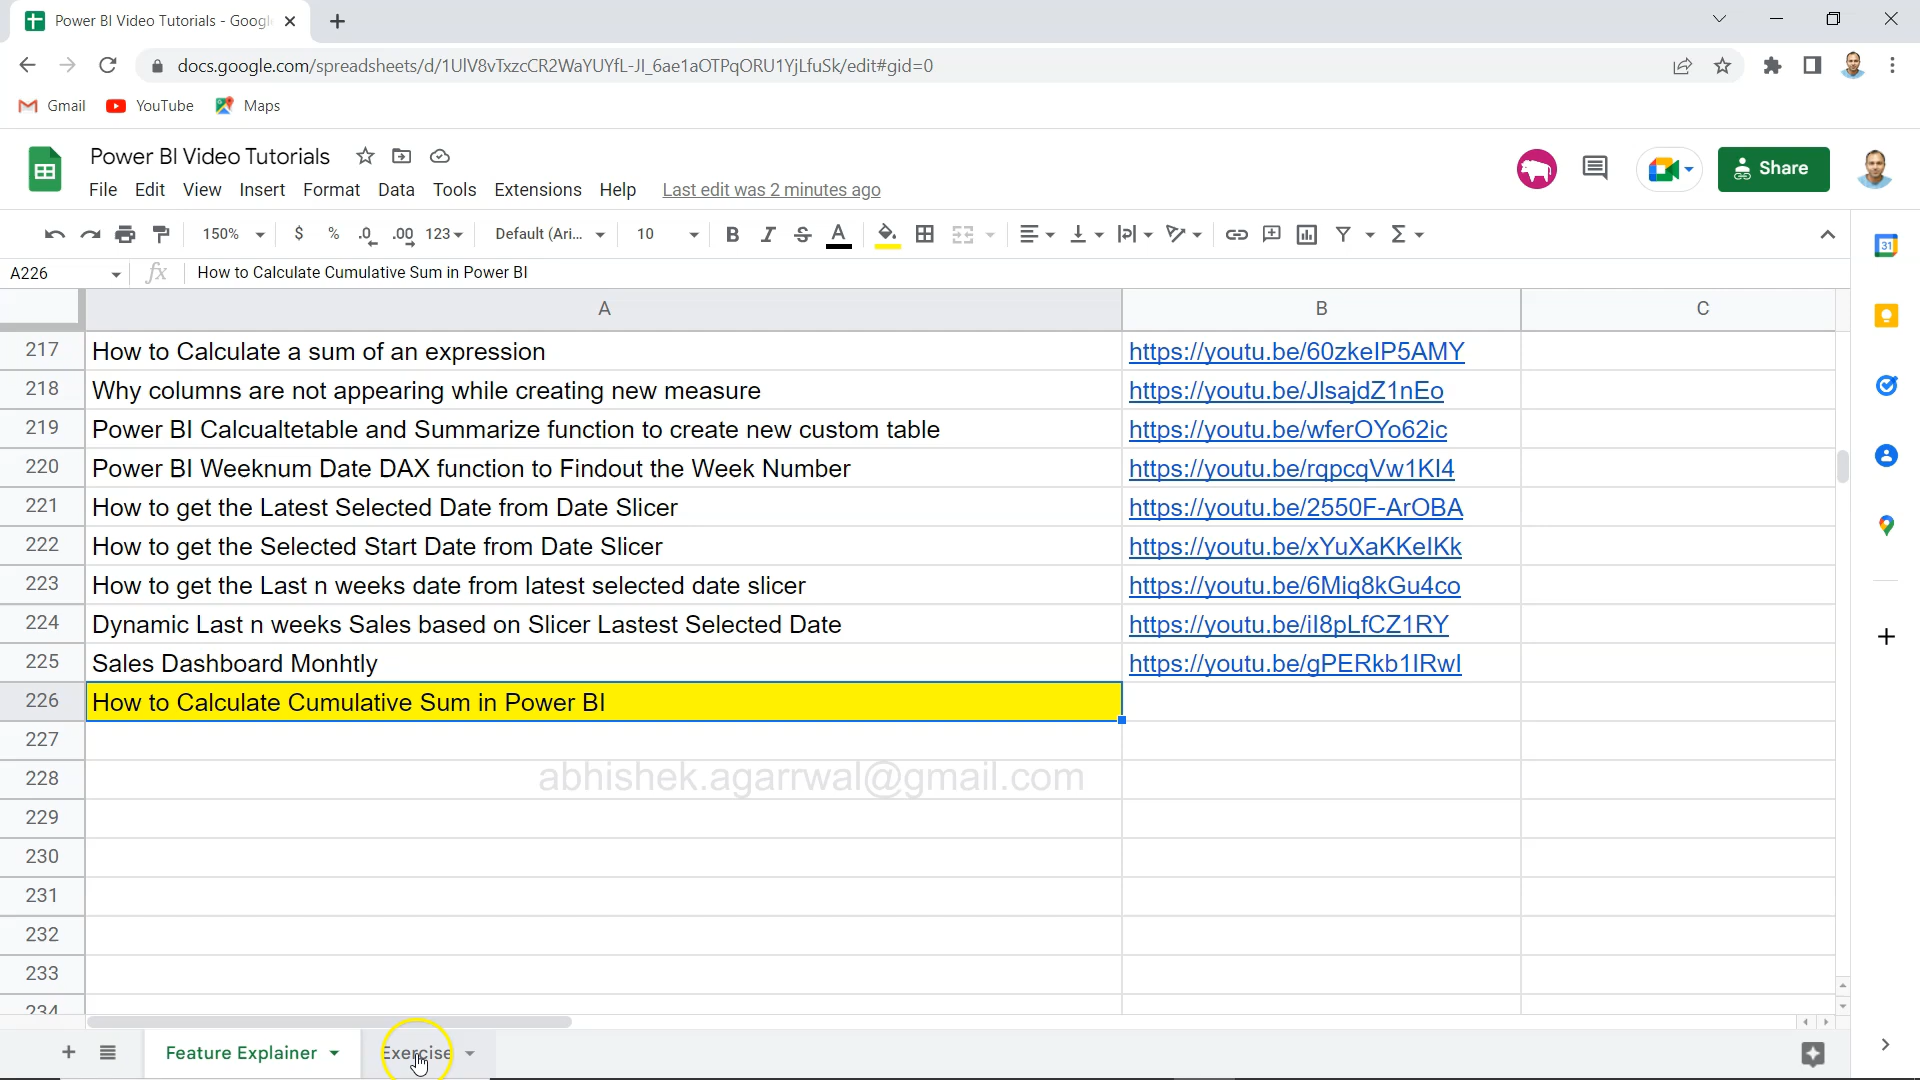 Power BI Video Tutorials - Googl
docs.google.com/spreadsheets/d/1UlV8vTxzcCR2WaYUYfL-JI_6ae1aOTPqORU1YjLfuSk/edit#gid=0
Gmail YouTube Maps
Power BI Video Tutorials
File Edit View Insert Format Data Tools Extensions Help Last edit was 2 minutes ago
Share
150% $ % .0 .00 123 Default (Ari... 10 B I S A
31
A226 fx How to Calculate Cumulative Sum in Power BI
A B C
217 How to Calculate a sum of an expression https://youtu.be/60zkeIP5AMY
218 Why columns are not appearing while creating new measure https://youtu.be/JlsajdZ1nEo
219 Power BI Calcualtetable and Summarize function to create new custom table https://youtu.be/wferOYo62ic
220 Power BI Weeknum Date DAX function to Findout the Week Number https://youtu.be/rqpcqVw1KI4
221 How to get the Latest Selected Date from Date Slicer https://youtu.be/2550F-ArOBA
222 How to get the Selected Start Date from Date Slicer https://youtu.be/xYuXaKKeIKk
223 How to get the Last n weeks date from latest selected date slicer https://youtu.be/6Miq8kGu4co
224 Dynamic Last n weeks Sales based on Slicer Lastest Selected Date https://youtu.be/iI8pLfCZ1RY
225 Sales Dashboard Monhtly https://youtu.be/gPERkb1IRwI
226 How to Calculate Cumulative Sum in Power BI
227
228 abhishek.agarrwal@gmail.com
229
230
231
232
233
234
Feature Explainer Exercise